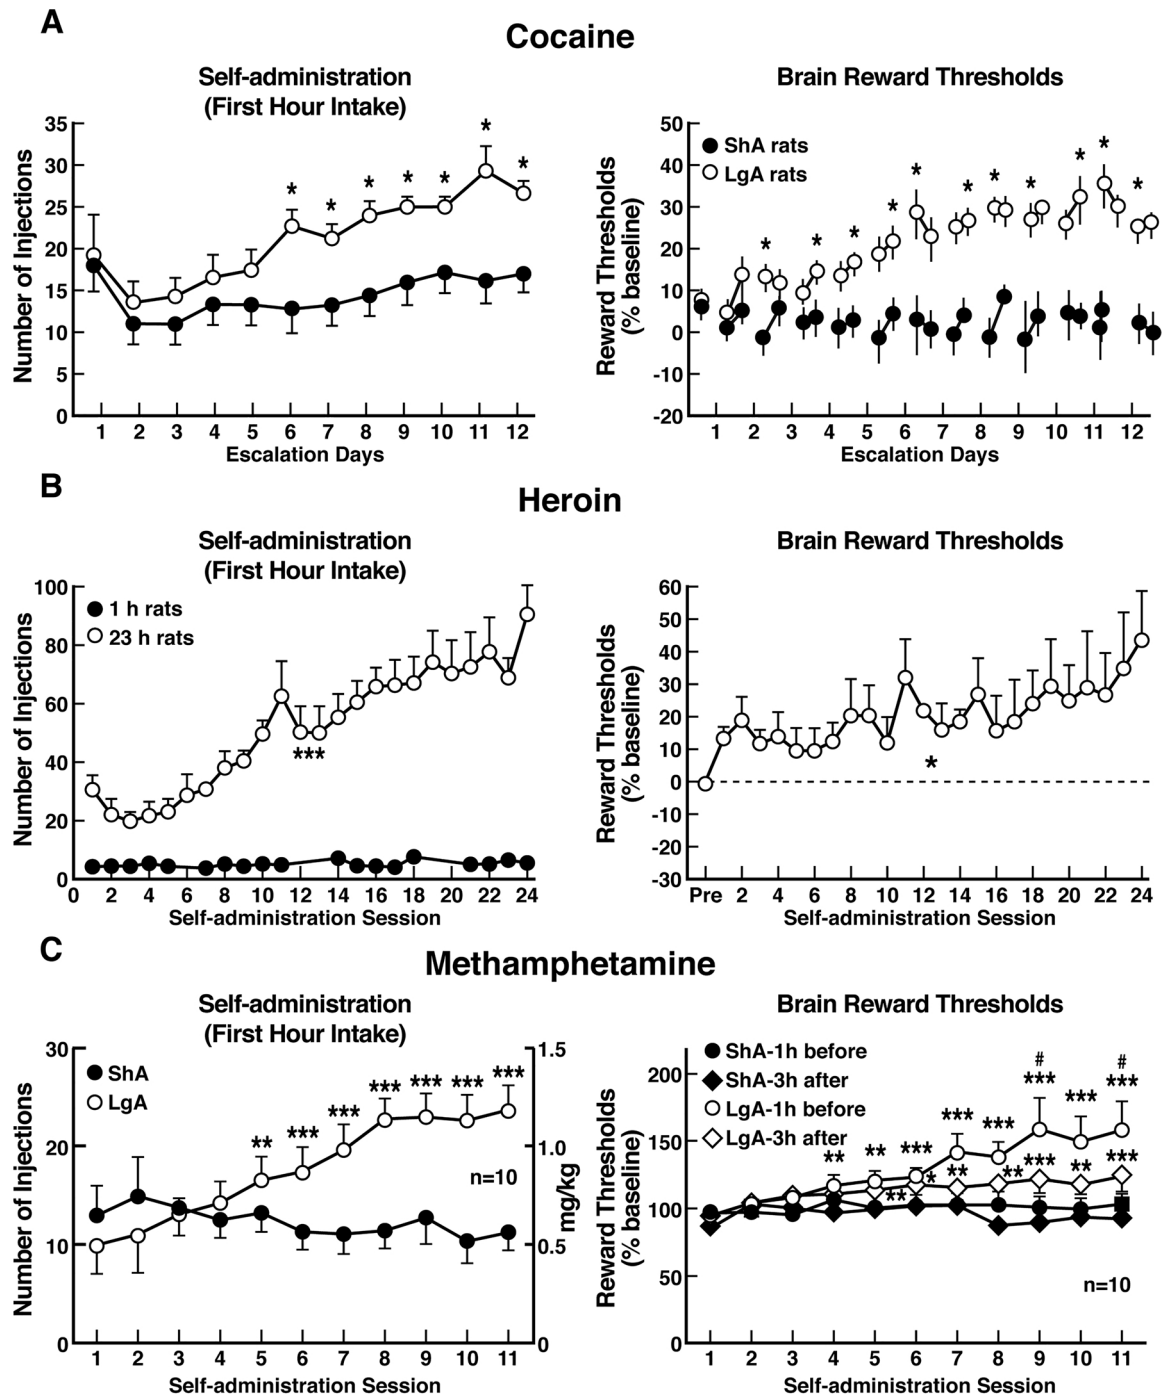 A
Cocaine
Self-administration
(First Hour Intake)
Brain Reward Thresholds
Number of Injections
35
30
25
20
15
10
5
0
* * * * * * *
1 2 3 4 5 6 7 8 9 10 11 12
Escalation Days
Reward Thresholds
(% baseline)
50
40
30
20
10
0
-10
-20
ShA rats
LgA rats
* * * * * * * * * * *
1 2 3 4 5 6 7 8 9 10 11 12
Escalation Days
B
Heroin
Self-administration
(First Hour Intake)
Brain Reward Thresholds
Number of Injections
100
80
60
40
20
0
1 h rats
23 h rats
***
0 2 4 6 8 10 12 14 16 18 20 22 24
Self-administration Session
Reward Thresholds
(% baseline)
60
50
40
30
20
10
0
-10
-20
-30
*
Pre 2 4 6 8 10 12 14 16 18 20 22 24
Self-administration Session
C
Methamphetamine
Self-administration
(First Hour Intake)
Brain Reward Thresholds
Number of Injections
30
20
10
0
ShA
LgA
** *** *** *** *** *** ***
n=10
1.5
1.0
0.5
0
mg/kg
1 2 3 4 5 6 7 8 9 10 11
Self-administration Session
Reward Thresholds
(% baseline)
200
150
100
50
0
ShA-1h before
ShA-3h after
LgA-1h before
LgA-3h after
# #
** ** *** *** *** *** *** ***
** * ** ** *** ** ***
n=10
1 2 3 4 5 6 7 8 9 10 11
Self-administration Session